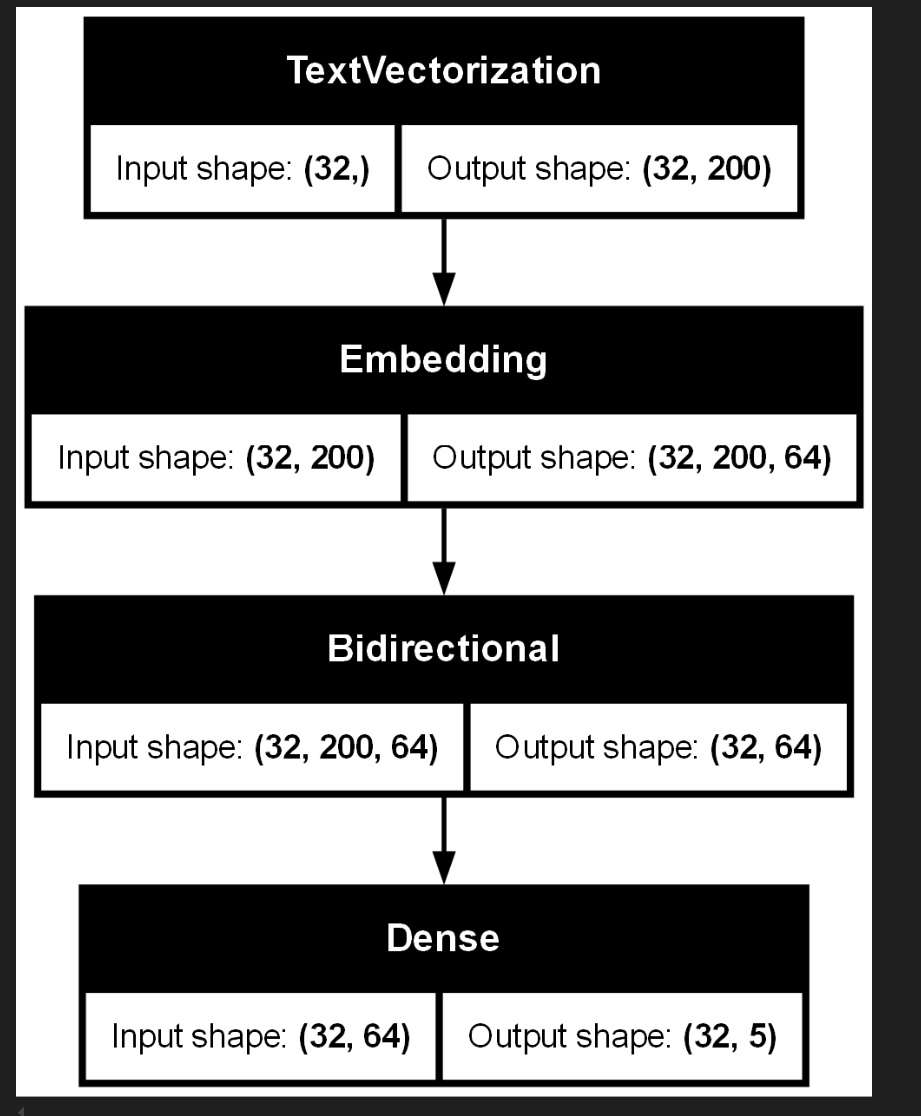 TextVectorization
Input shape: (32,) Output shape: (32, 200)
Embedding
Input shape: (32, 200) Output shape: (32, 200, 64)
Bidirectional
Input shape: (32, 200, 64) Output shape: (32, 64)
Dense
Input shape: (32, 64) Output shape: (32, 5)